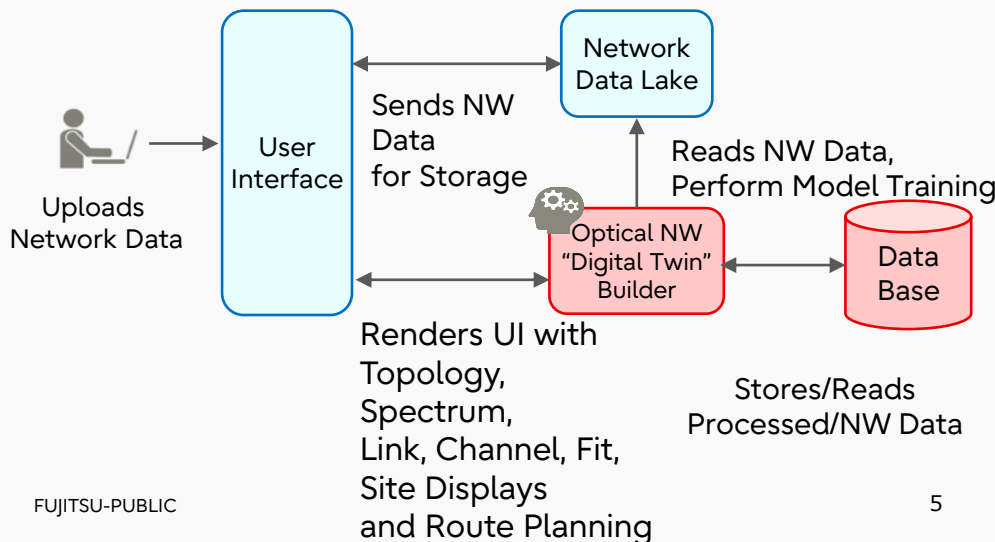 Network
Data Lake
Sends NW
Data
for Storage
User
Interface
Reads NW Data,
Perform Model Training
Uploads
Network Data
Optical NW
“Digital Twin”
Builder
Data
Base
Renders UI with
Topology,
Spectrum,
Link, Channel, Fit,
Site Displays
and Route Planning
Stores/Reads
Processed/NW Data
FUJITSU-PUBLIC
5